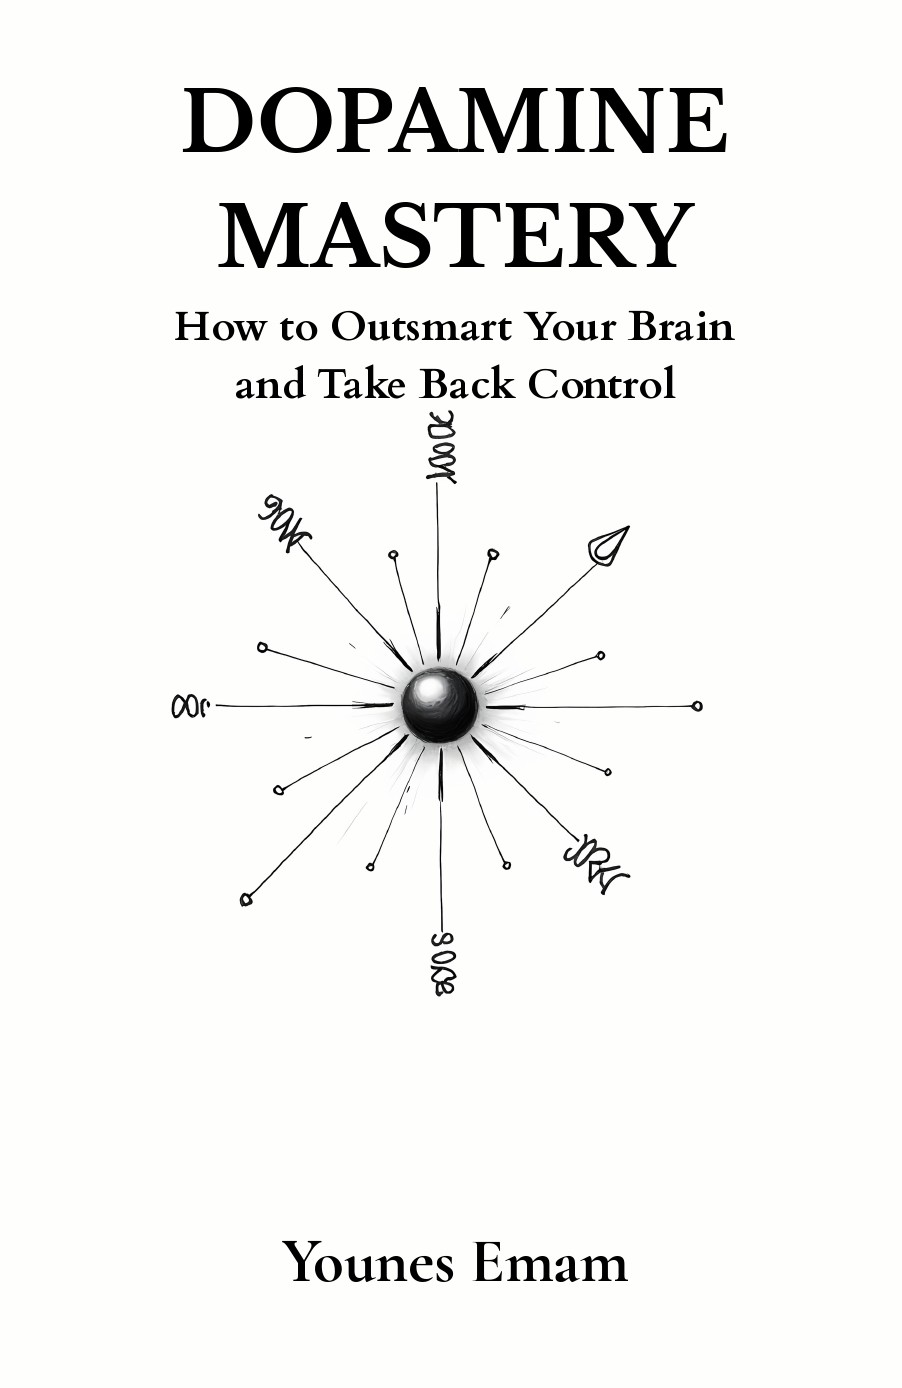 DOPAMINE
MASTERY
How to Outsmart Your Brain
and Take Back Control
Younes Emam